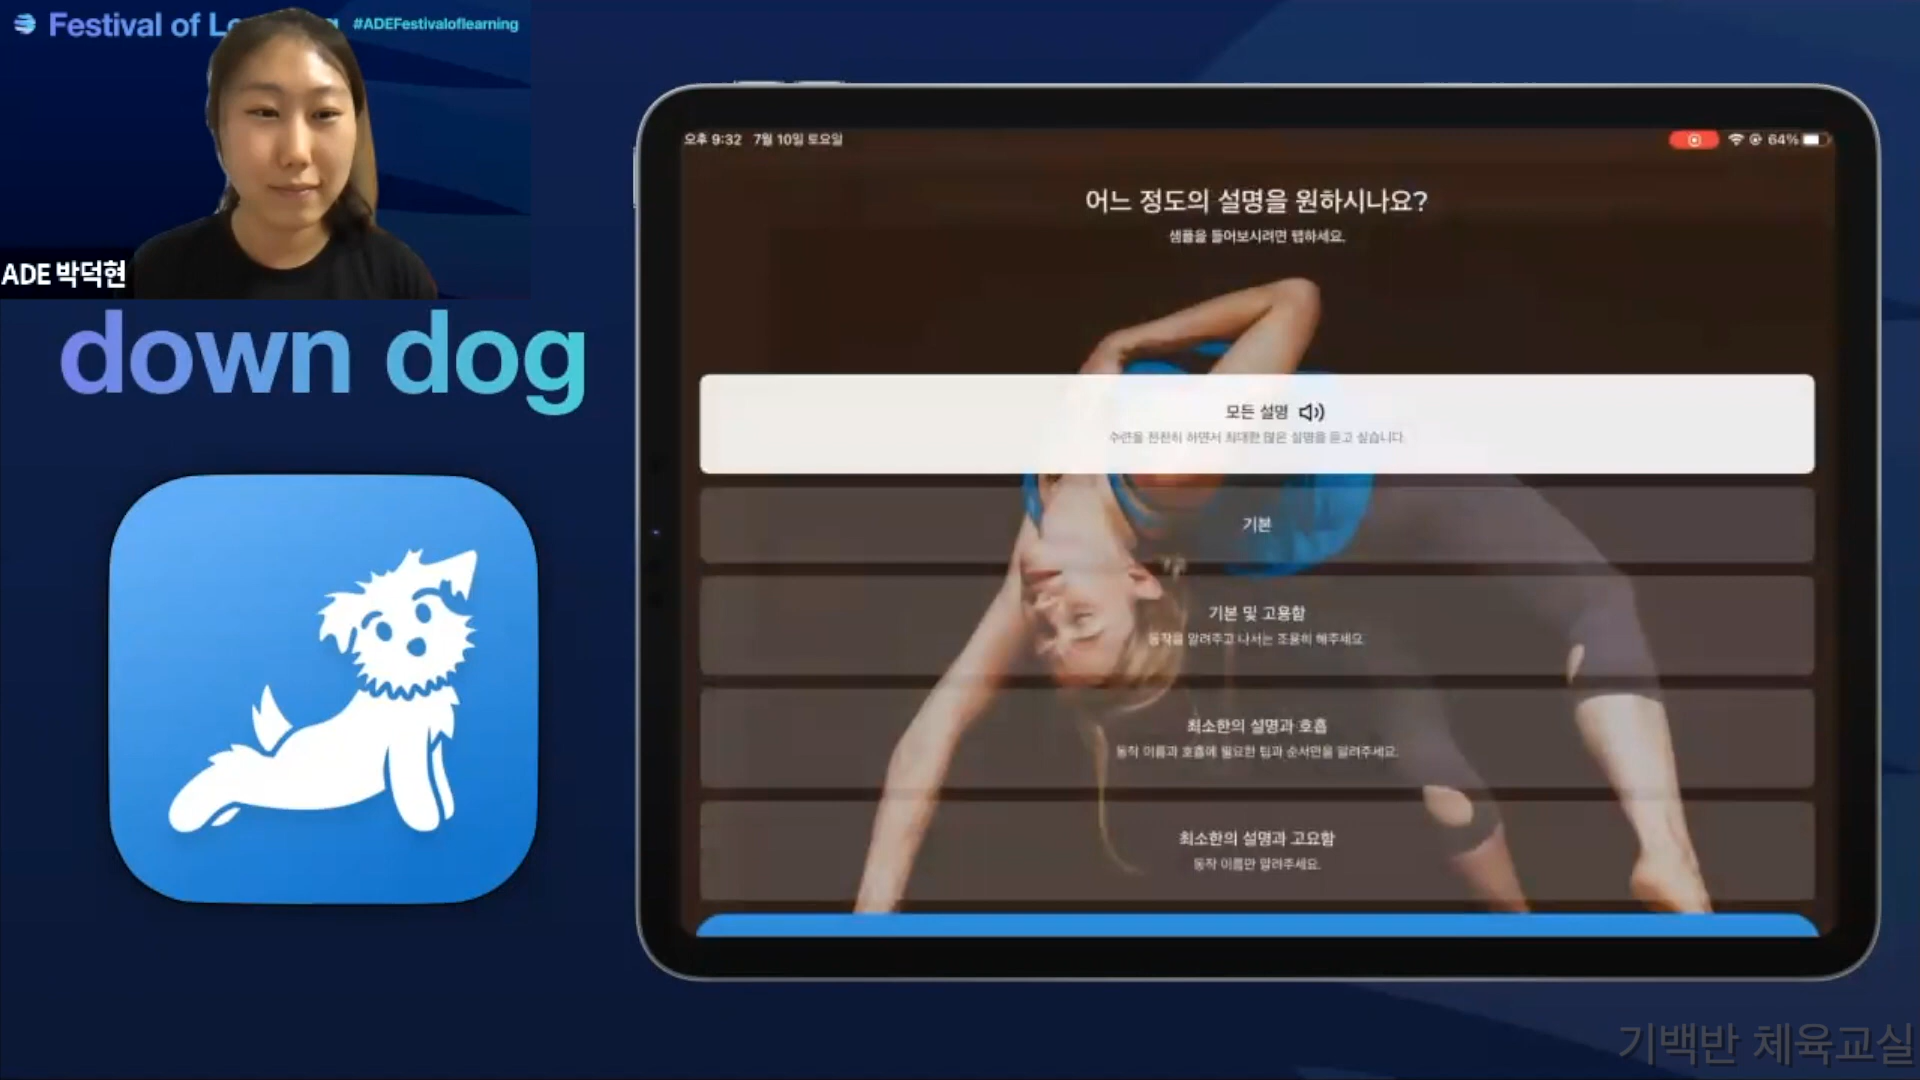 Festival of L
#ADEFestivaloflearning
ADE 박덕현
down dog
오후 9:32 7월 10일 토요일
64%
어느 정도의 설명을 원하시나요?
샘플을 들어보시려면 탭하세요.
모든 설명
수련을 천천히 하면서 최대한 많은 설명을 듣고 싶습니다.
기본
기본 및 고용함
동작을 알려주고 나서는 조용히 해주세요.
최소한의 설명과 호흡
동작 이름과 호흡에 필요한 팁과 순서만을 알려주세요.
최소한의 설명과 고요함
동작 이름만 알려주세요.
기백반 체육교실